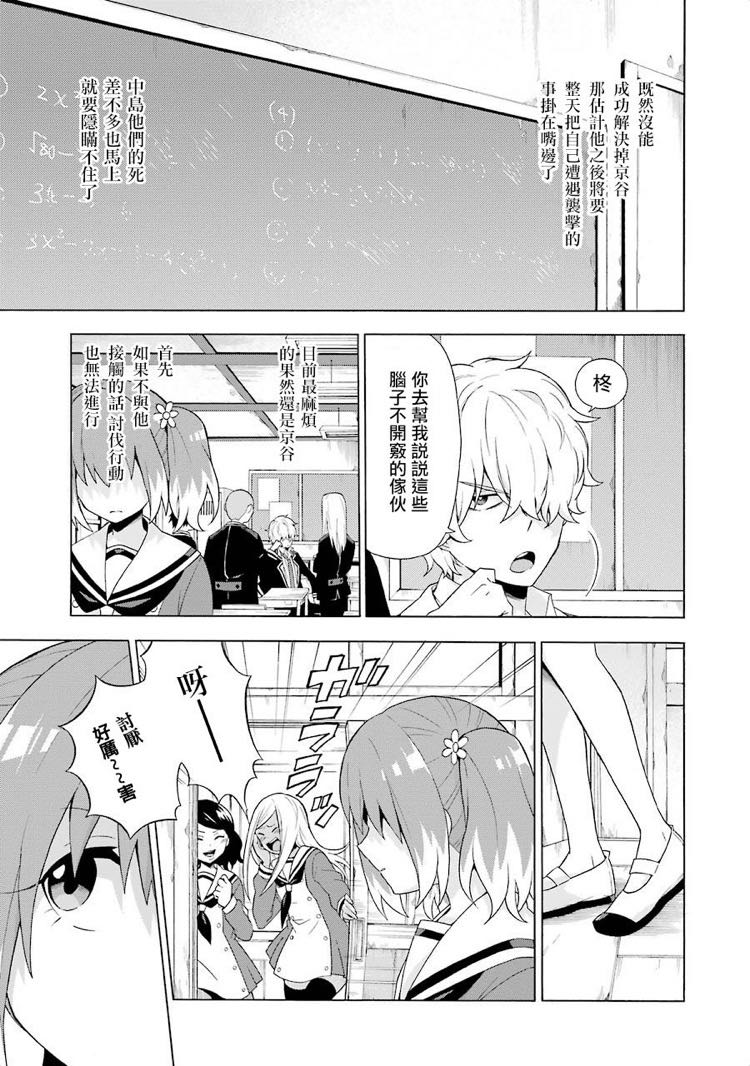 既然沒能
成功解決掉京谷
那估計他之後將要
整天把自己遭遇襲擊的
事掛在嘴邊了
中島他們的死
差不多也馬上
就要隱瞞不住了
(4)
柊
你去幫我説説這些
腦子不開竅的傢伙
目前最麻煩
的果然還是京谷
首先
如果不與他
接觸的話 討伐行動
也無法進行
ガラララ
呀——
討厭
好厲~~害